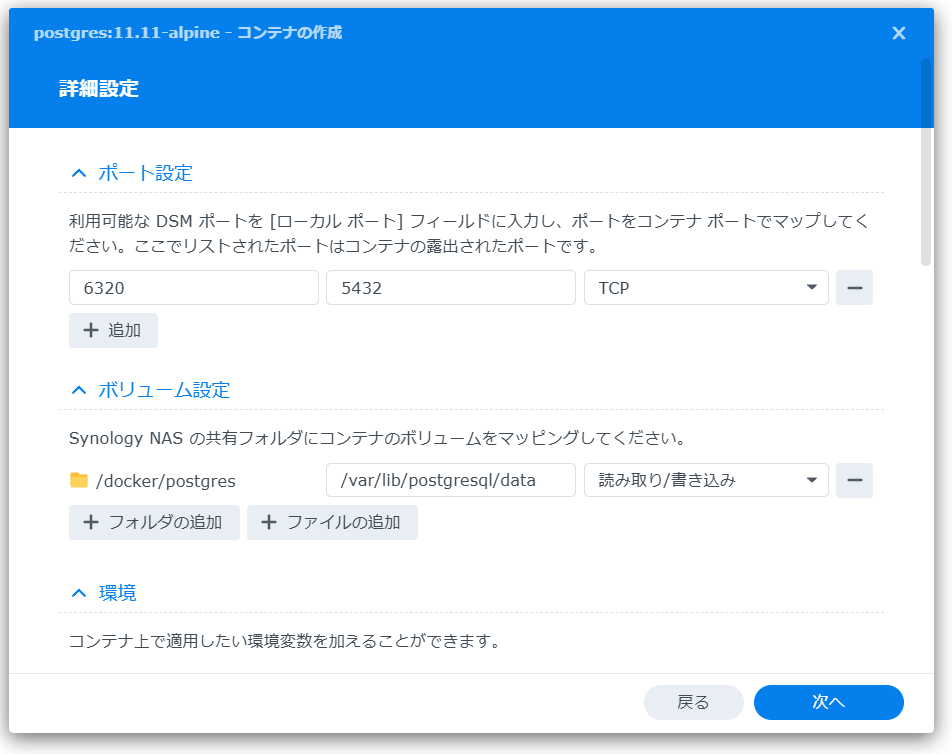 postgres:11.11-alpine - コンテナの作成
詳細設定
ポート設定
利用可能な DSM ポートを [ローカル ポート] フィールドに入力し、ポートをコンテナ ポートでマップしてく
ださい。ここでリストされたポートはコンテナの露出されたポートです。
6320 5432 TCP
追加
ボリューム設定
Synology NAS の共有フォルダにコンテナのボリュームをマッピングしてください。
/docker/postgres /var/lib/postgresql/data 読み取り/書き込み
フォルダの追加 ファイルの追加
環境
コンテナ上で適用したい環境変数を加えることができます。
戻る 次へ